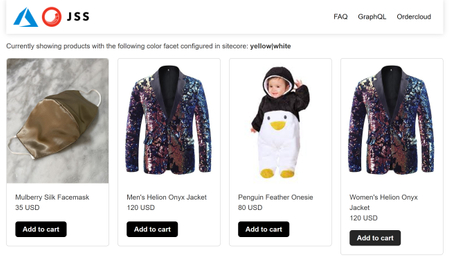 JSS
FAQ GraphQL Ordercloud
Currently showing products with the following color facet configured in sitecore: yellow|white
Mulberry Silk Facemask
35 USD
Add to cart
Men's Helion Onyx Jacket
120 USD
Add to cart
Penguin Feather Onesie
80 USD
Add to cart
Women's Helion Onyx
Jacket
120 USD
Add to cart